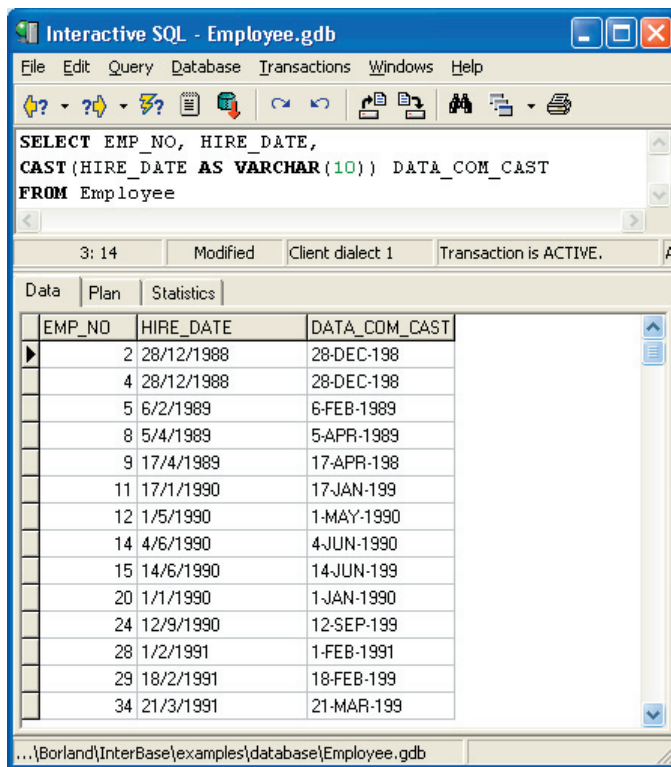 Interactive SQL - Employee.gdb
File Edit Query Database Transactions Windows Help
SELECT EMP_NO, HIRE_DATE,
CAST(HIRE_DATE AS VARCHAR(10)) DATA_COM_CAST
FROM Employee
3: 14 Modified Client dialect 1 Transaction is ACTIVE.
Data Plan Statistics
EMP_NO HIRE_DATE DATA_COM_CAST
2 28/12/1988 28-DEC-198
4 28/12/1988 28-DEC-198
5 6/2/1989 6-FEB-1989
8 5/4/1989 5-APR-1989
9 17/4/1989 17-APR-198
11 17/1/1990 17-JAN-199
12 1/5/1990 1-MAY-1990
14 4/6/1990 4-JUN-1990
15 14/6/1990 14-JUN-199
20 1/1/1990 1-JAN-1990
24 12/9/1990 12-SEP-199
28 1/2/1991 1-FEB-1991
29 18/2/1991 18-FEB-199
34 21/3/1991 21-MAR-199
...\Borland\InterBase\examples\database\Employee.gdb